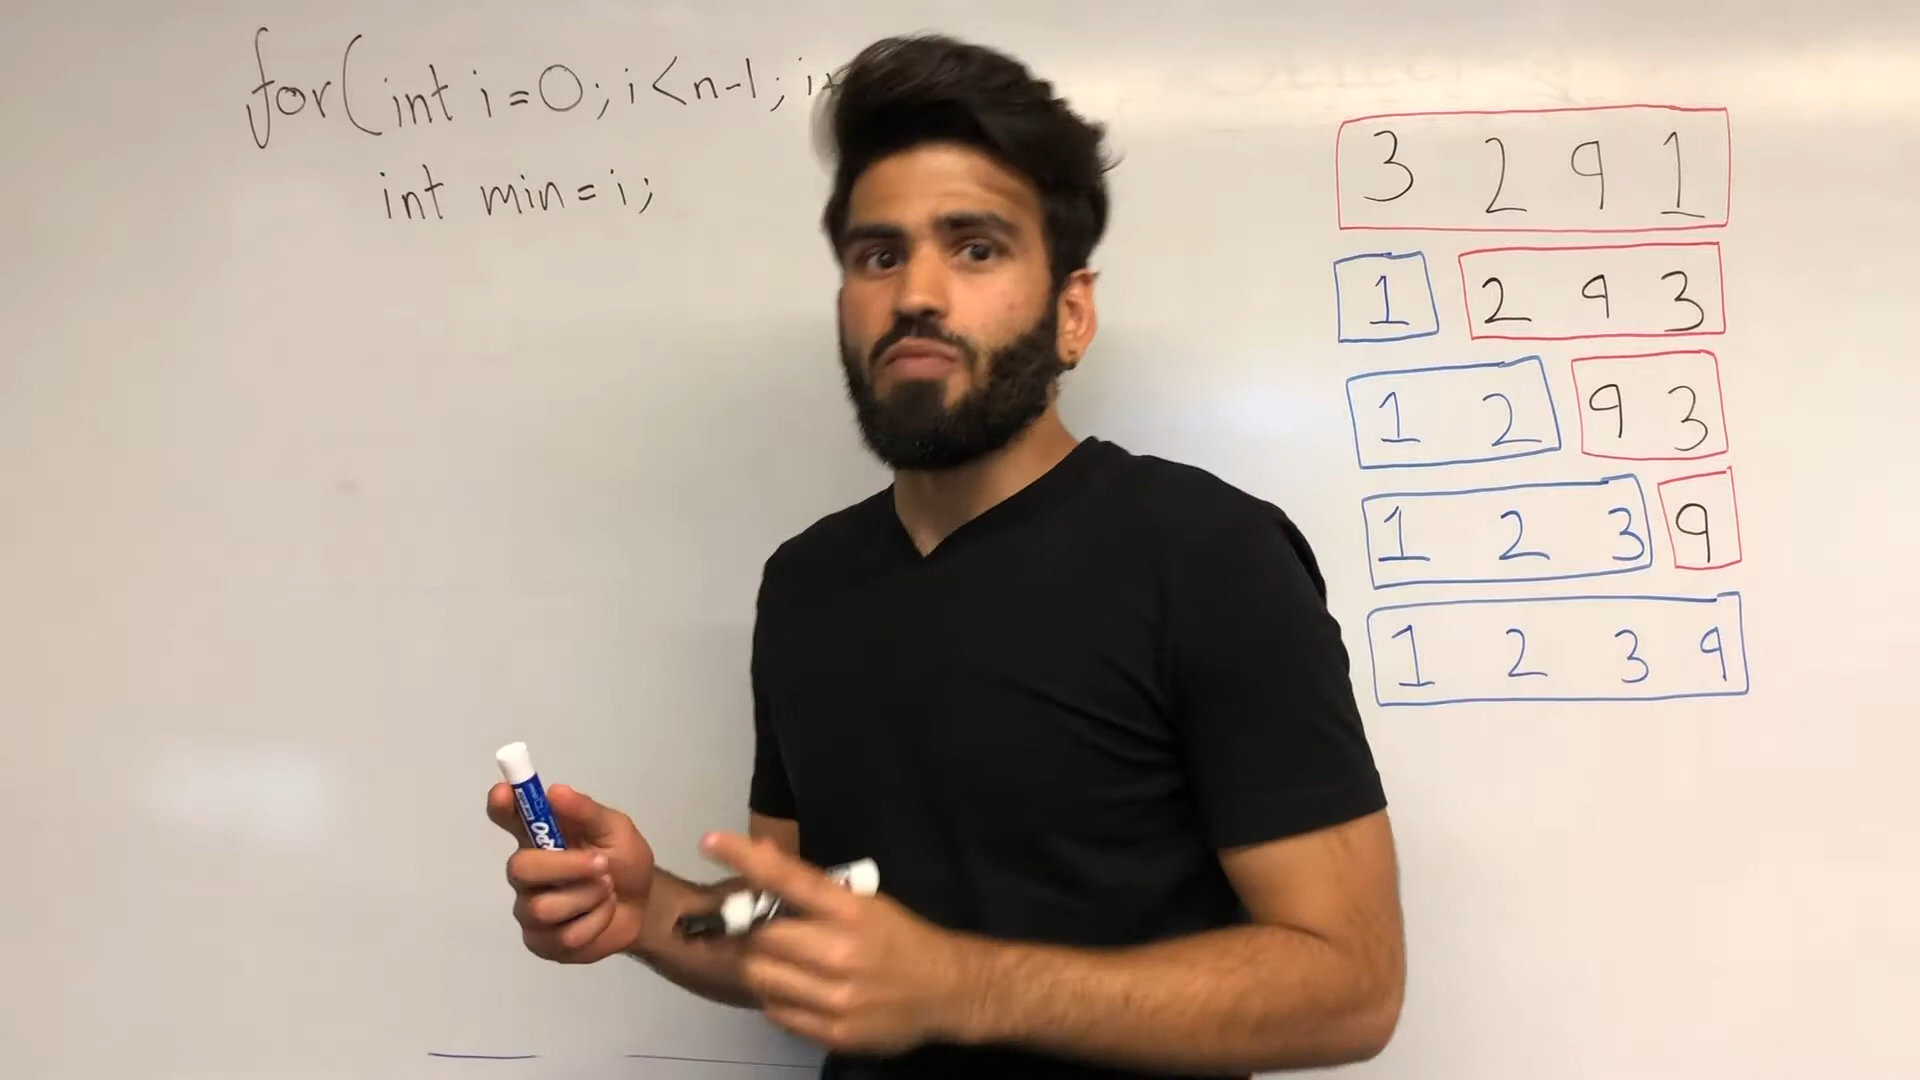 for(int i=0; i<n-1; i+
int min=i;
3 2 9 1
1 2 9 3
1 2 9 3
1 2 3 9
1 2 3 9